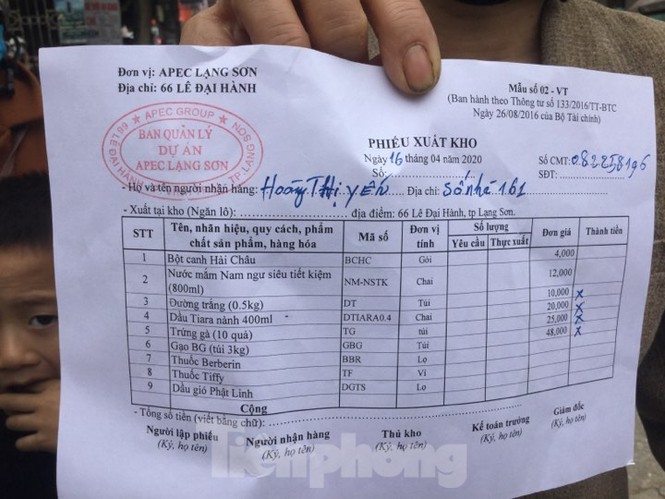 Đơn vị: APEC LẠNG SƠN
Địa chỉ: 66 LÊ ĐẠI HÀNH
Mẫu số 02 - VT
(Ban hành theo Thông tư số 133/2016/TT-BTC
Ngày 26/08/2016 của Bộ Tài chính)
APEC GROUP
BAN QUẢN LÝ
DỰ ÁN
APEC LẠNG SƠN
66 LÊ ĐẠI HÀNH TP LẠNG SƠN
PHIẾU XUẤT KHO
Ngày 16 tháng 04 năm 2020
Số:
Số CMT: 082258196
SĐT:
- Họ và tên người nhận hàng: Hoàng Thị Yến Địa chỉ: Số nhà 161
- Xuất tại kho (Ngăn lô): địa điểm: 66 Lê Đại Hành, tp Lạng Sơn.
STT Tên, nhãn hiệu, quy cách, phẩm chất sản phẩm, hàng hóa Mã số Đơn vị tính Số lượng Đơn giá Thành tiền
Yêu cầu Thực xuất
1 Bột canh Hải Châu BCHC Gói 4,000
2 Nước mắm Nam ngư siêu tiết kiệm (800ml) NM-NSTK Chai 12,000
3 Đường trắng (0.5kg) DT Túi 10,000 x
4 Dầu Tiara nành 400ml DTIARA0.4 Chai 20,000 x
5 Trứng gà (10 quả) TG túi 25,000 x
6 Gạo BG (túi 3kg) GBG Túi 48,000 x
7 Thuốc Berberin BBR Lọ
8 Thuốc Tiffy TF Vỉ
9 Dầu gió Phật Linh DGTS Lọ
Cộng
- Tổng số tiền (viết bằng chữ):
Người lập phiếu
(Ký, họ tên)
Người nhận hàng
(Ký, họ tên)
Thủ kho
(Ký, họ tên)
Kế toán trưởng
(Ký, họ tên)
Giám đốc
(Ký, họ tên)
tienphong